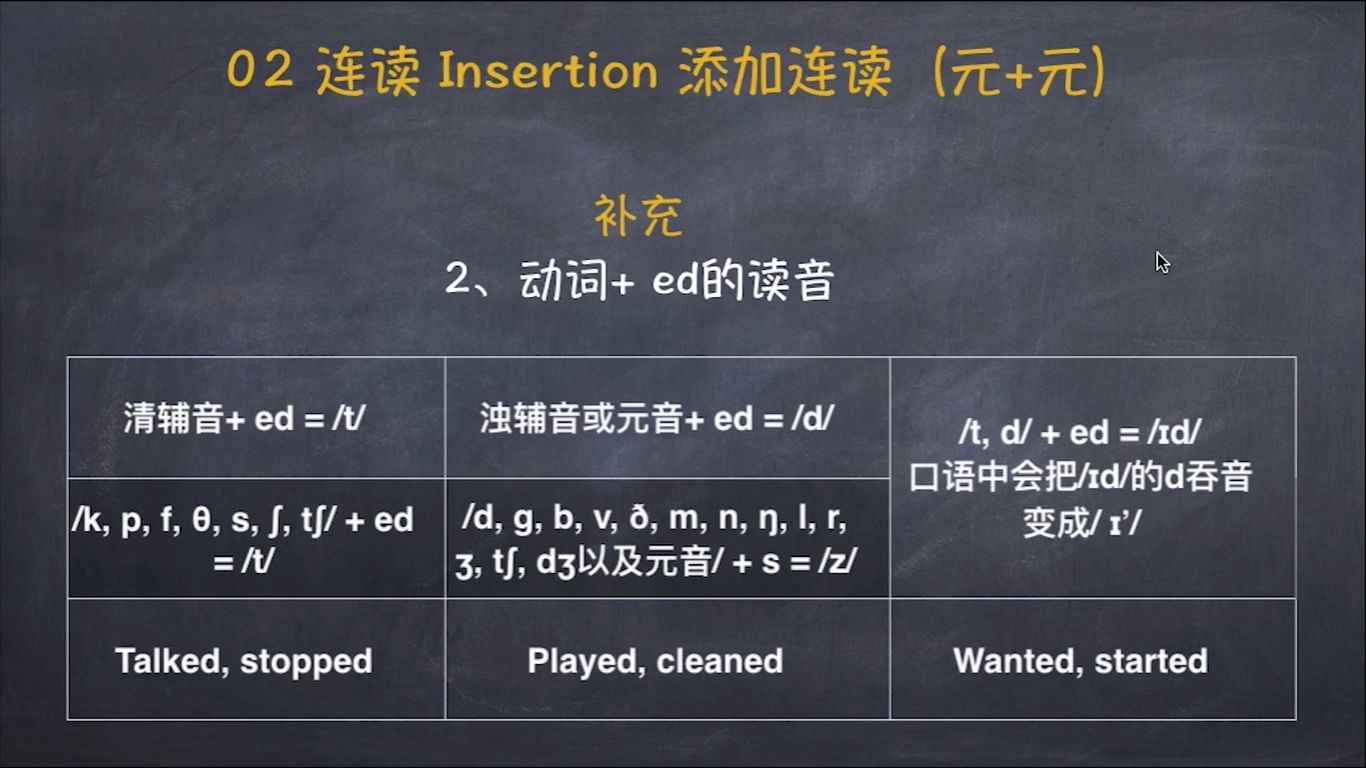 02 连读 Insertion 添加连读（元+元）
补充
2、动词+ ed的读音
清辅音+ ed = /t/
浊辅音或元音+ ed = /d/
/t, d/ + ed = /ɪd/
口语中会把/ɪd/的d吞音
变成/ ɪ’/
/k, p, f, θ, s, ʃ, tʃ/ + ed
= /t/
/d, g, b, v, ð, m, n, ŋ, l, r,
ʒ, tʃ, dʒ以及元音/ + s = /z/
Talked, stopped
Played, cleaned
Wanted, started